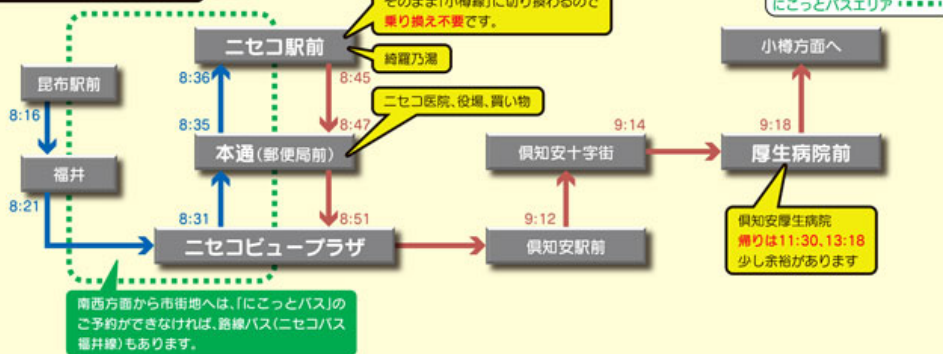 そのまま「小樽線」に切り換わるので
乗り換え不要です。
にこっとバスエリア
ニセコ駅前
小樽方面へ
綺羅乃湯
昆布駅前
8:36
8:45
8:16
ニセコ医院、役場、買い物
8:35
8:47
9:14
9:18
本通(郵便局前)
倶知安十字街
厚生病院前
福井
8:21
8:31
8:51
9:12
ニセコビュープラザ
倶知安駅前
倶知安厚生病院
帰りは11:30、13:18
少し余裕があります
南西方面から市街地へは、「にこっとバス」の
ご予約ができなければ、路線バス(ニセコバス
福井線)もあります。